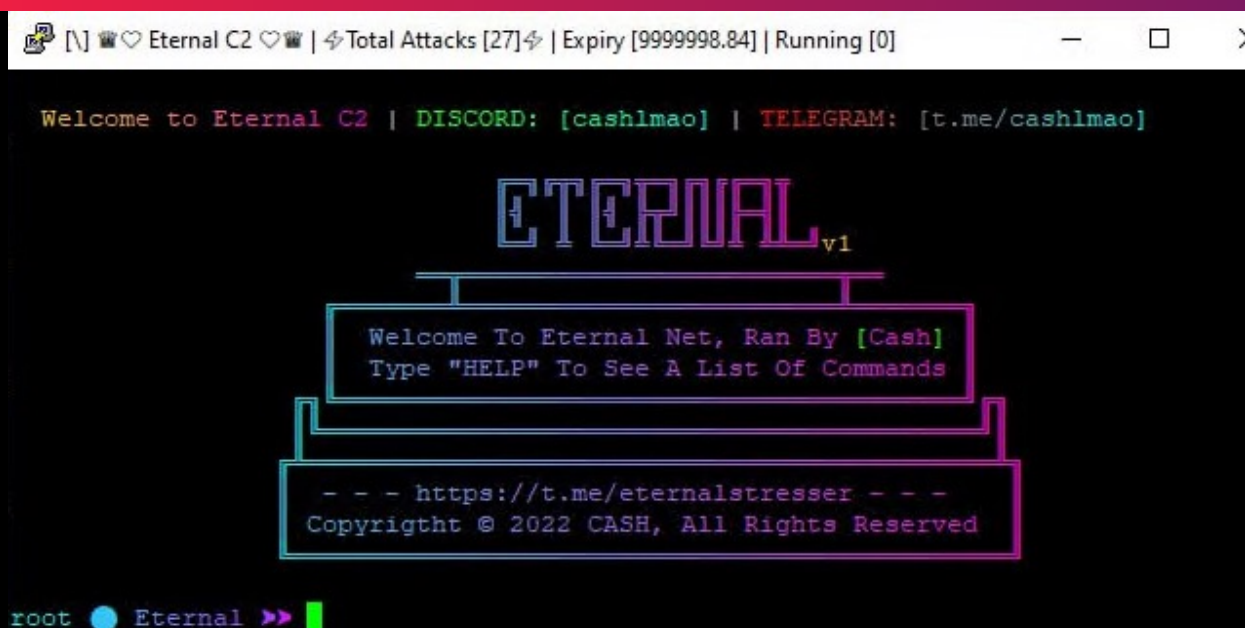 [\] ♕♡ Eternal C2 ♡♕ | ⚡Total Attacks [27]⚡ | Expiry [9999998.84] | Running [0]
Welcome to Eternal C2 | DISCORD: [cashlmao] | TELEGRAM: [t.me/cashlmao]
ETERNAL v1
Welcome To Eternal Net, Ran By [Cash]
Type "HELP" To See A List Of Commands
- - - https://t.me/eternalstresser - - -
Copyrigtht © 2022 CASH, All Rights Reserved
root 🔵 Eternal ➤➤